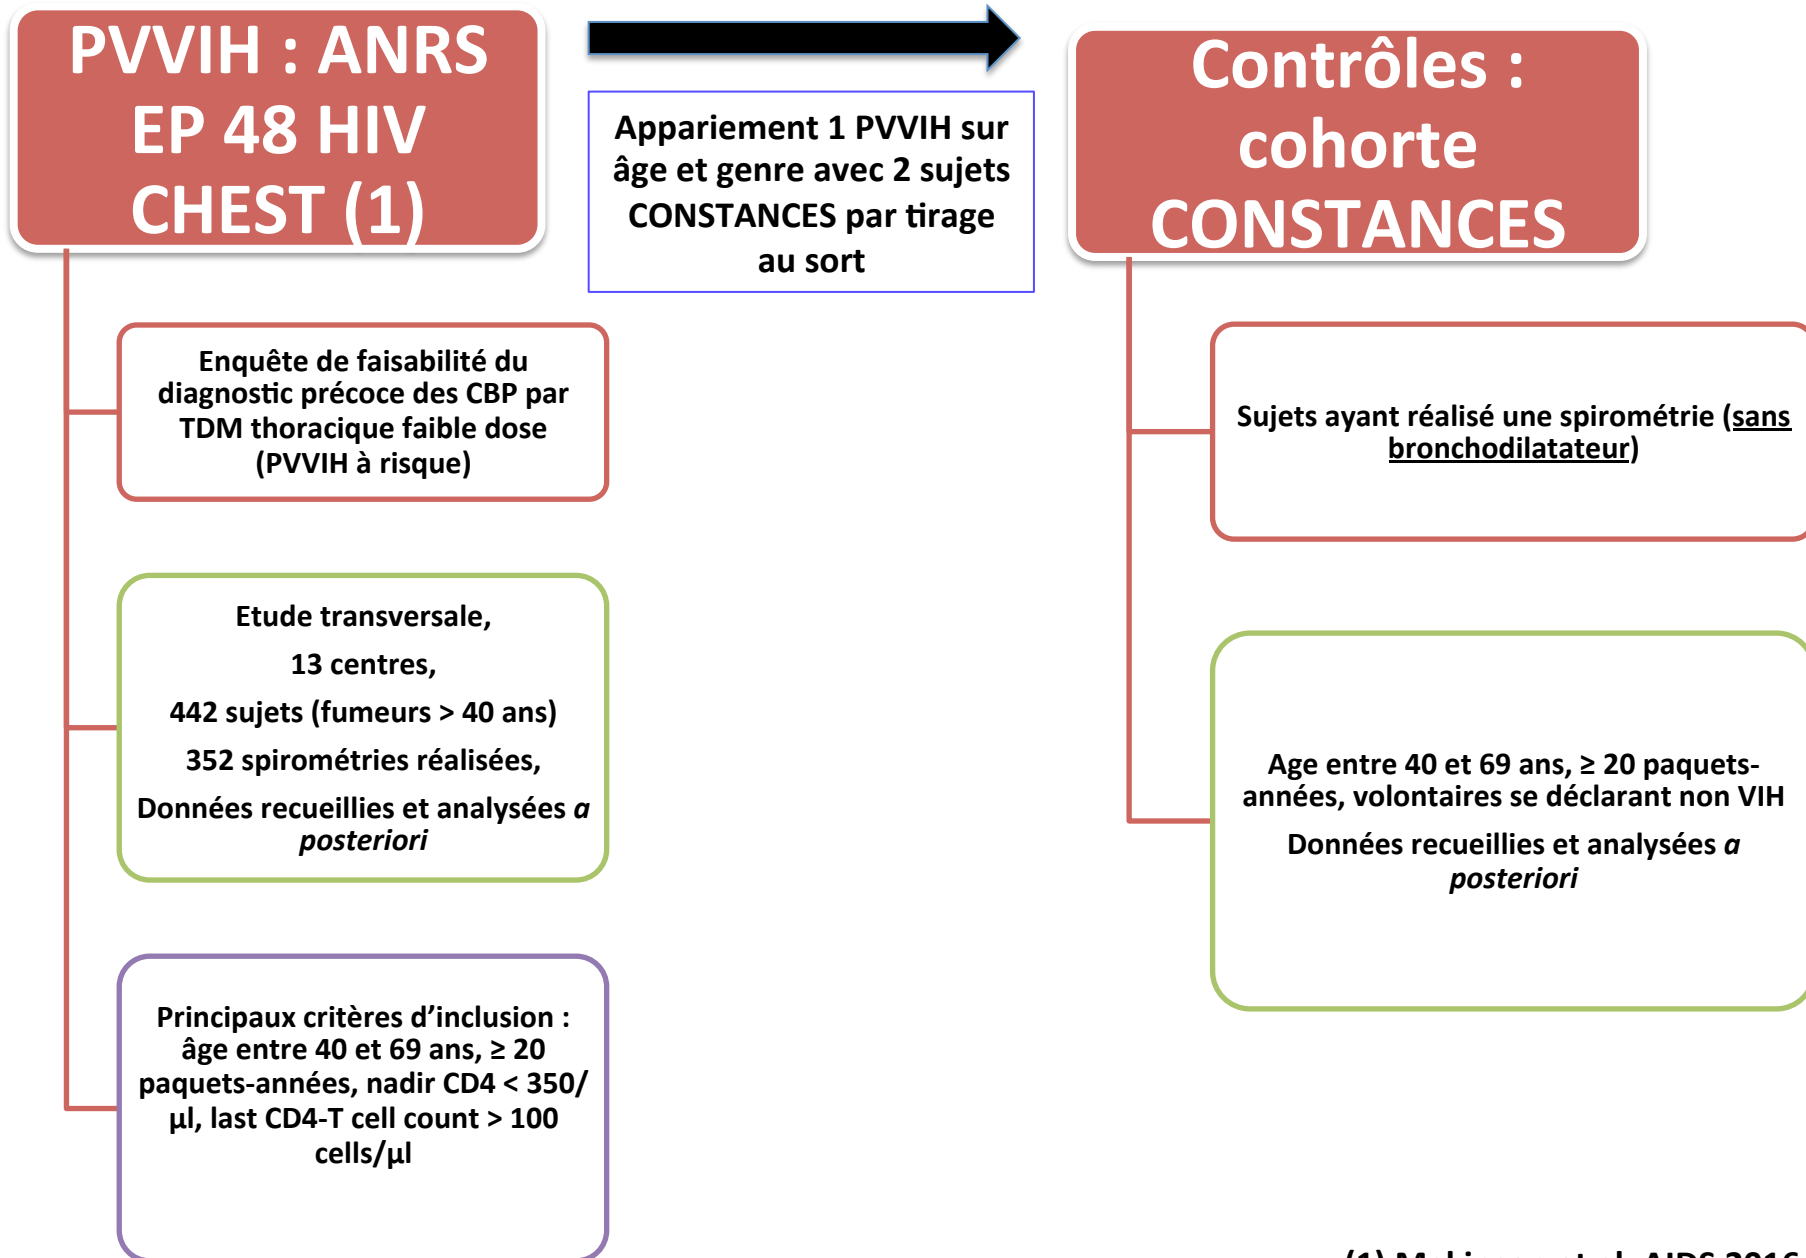 PVVIH : ANRS
EP 48 HIV
CHEST (1)
Appariement 1 PVVIH sur
âge et genre avec 2 sujets
CONSTANCES par tirage
au sort
Contrôles :
cohorte
CONSTANCES
Enquête de faisabilité du
diagnostic précoce des CBP par
TDM thoracique faible dose
(PVVIH à risque)
Etude transversale,
13 centres,
442 sujets (fumeurs > 40 ans)
352 spirométries réalisées,
Données recueillies et analysées a
posteriori
Principaux critères d’inclusion :
âge entre 40 et 69 ans, ≥ 20
paquets-années, nadir CD4 < 350/
µl, last CD4-T cell count > 100
cells/µl
Sujets ayant réalisé une spirométrie (sans
bronchodilatateur)
Age entre 40 et 69 ans, ≥ 20 paquets-
années, volontaires se déclarant non VIH
Données recueillies et analysées a
posteriori
(1) et al. AIDS 2016